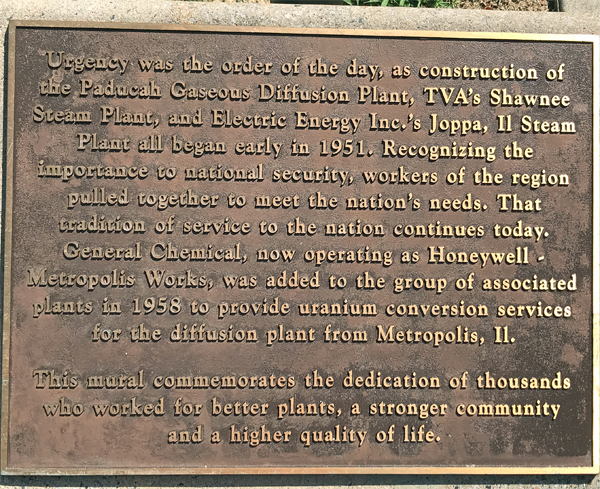 Urgency was the order of the day, as construction of
the Paducah Gaseous Diffusion Plant, TVA's Shawnee
Steam Plant, and Electric Energy Inc.'s Joppa, Il Steam
Plant all began early in 1951. Recognizing the
importance to national security, workers of the region
pulled together to meet the nation's needs. That
tradition of service to the nation continues today.
General Chemical, now operating as Honeywell -
Metropolis Works, was added to the group of associated
plants in 1958 to provide uranium conversion services
for the diffusion plant from Metropolis, Il.
This mural commemorates the dedication of thousands
who worked for better plants, a stronger community
and a higher quality of life.